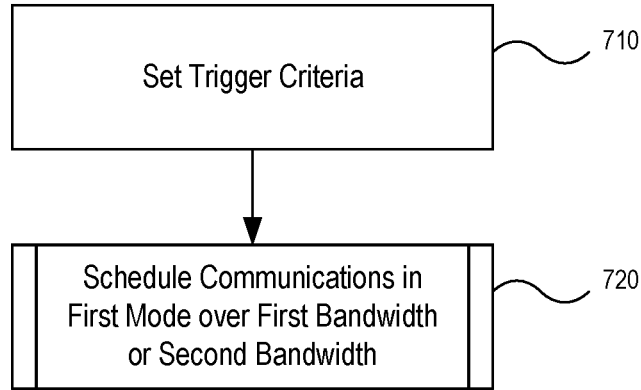 710
Set Trigger Criteria
Schedule Communications in
First Mode over First Bandwidth
or Second Bandwidth
720